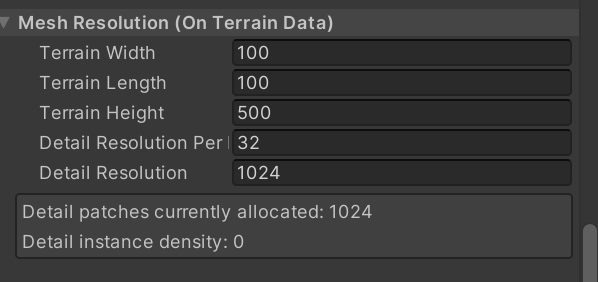 Mesh Resolution (On Terrain Data)
Terrain Width 100
Terrain Length 100
Terrain Height 500
Detail Resolution Per 32
Detail Resolution 1024
Detail patches currently allocated: 1024
Detail instance density: 0